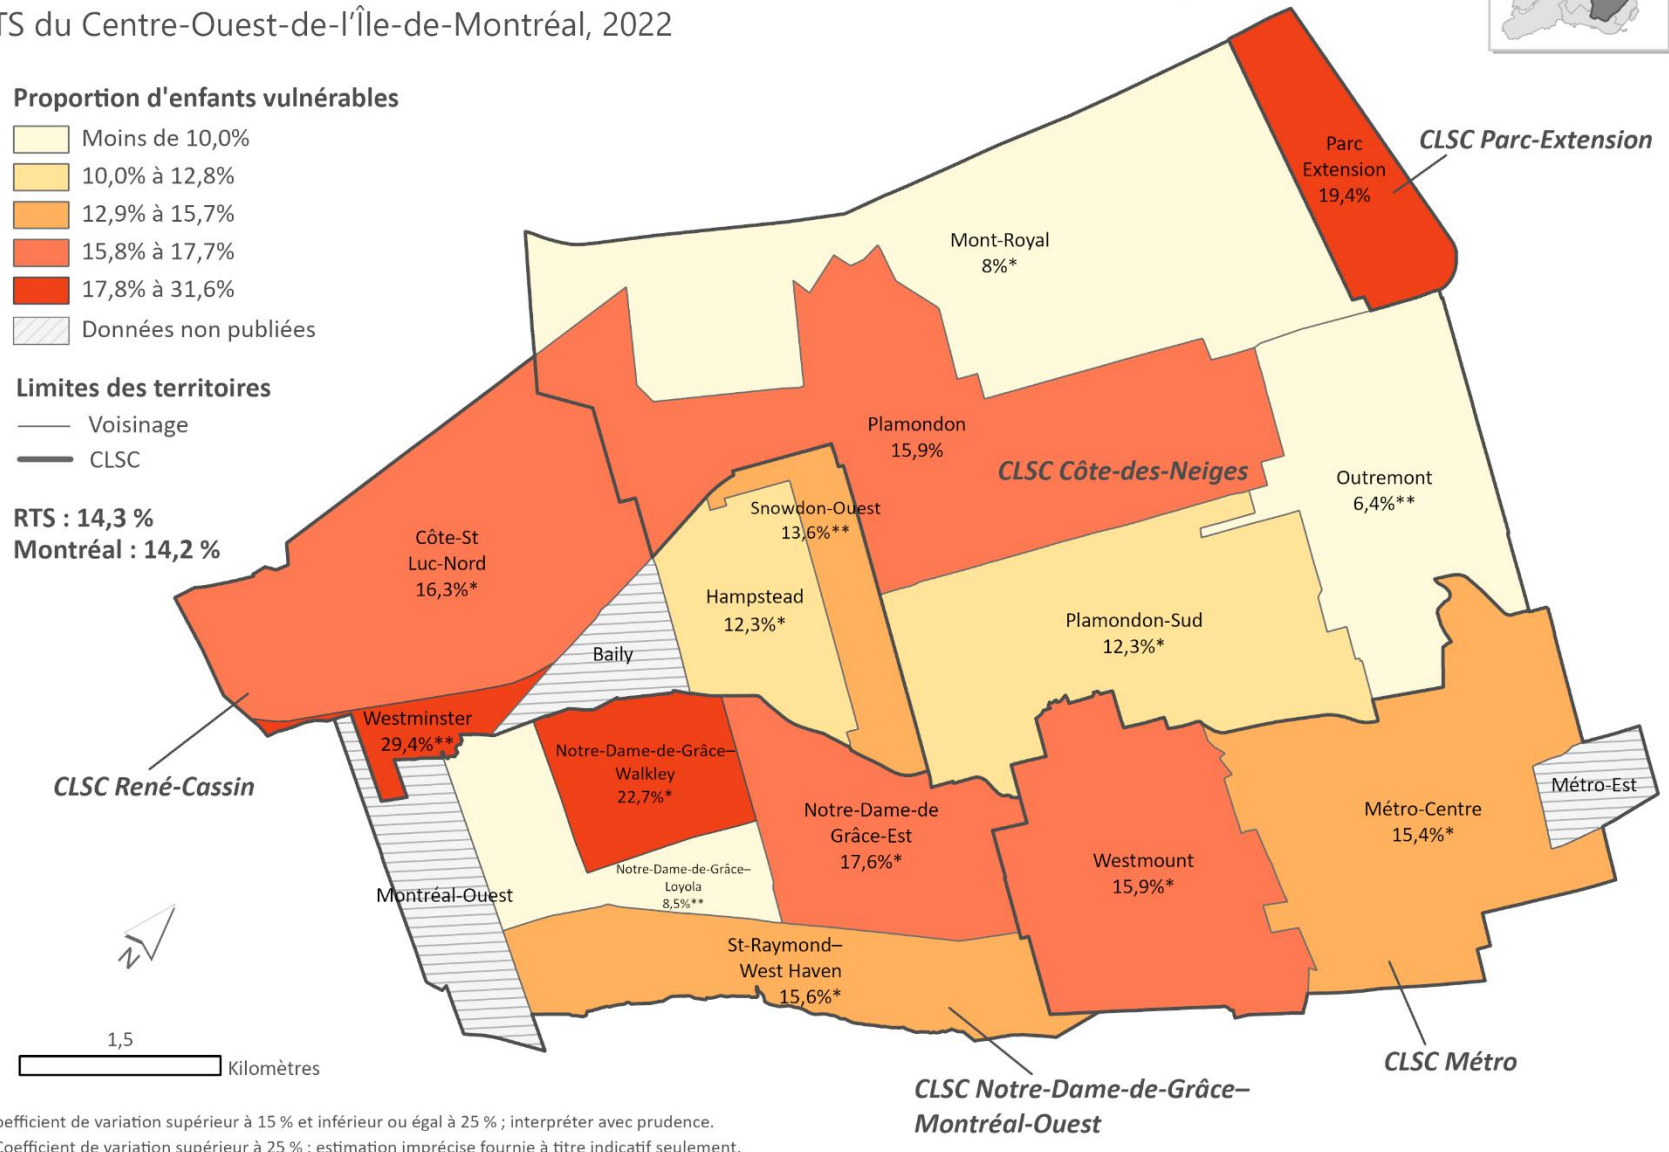 TS du Centre-Ouest-de-l'Île-de-Montréal, 2022
Proportion d'enfants vulnérables
Moins de 10,0%
10,0% à 12,8%
12,9% à 15,7%
15,8% à 17,7%
17,8% à 31,6%
Données non publiées
Limites des territoires
Voisinage
CLSC
RTS : 14,3 %
Montréal : 14,2 %
Parc
Extension
19,4%
CLSC Parc-Extension
Mont-Royal
8%*
Plamondon
15,9%
CLSC Côte-des-Neiges
Outremont
6,4%**
Snowdon-Ouest
13,6%**
Côte-St
Luc-Nord
16,3%*
Hampstead
12,3%*
Plamondon-Sud
12,3%*
Baily
Westminster
29,4%**
CLSC René-Cassin
Notre-Dame-de-Grâce–
Walkley
22,7%*
Notre-Dame-de
Grâce-Est
17,6%*
Métro-Est
Métro-Centre
15,4%*
Westmount
15,9%*
Notre-Dame-de-Grâce–
Loyola
8,5%**
Montréal-Ouest
St-Raymond–
West Haven
15,6%*
N
1,5
Kilomètres
CLSC Métro
CLSC Notre-Dame-de-Grâce–
Montréal-Ouest
oefficient de variation supérieur à 15 % et inférieur ou égal à 25 % ; interpréter avec prudence.
Coefficient de variation supérieur à 25 % ; estimation imprécise fournie à titre indicatif seulement.